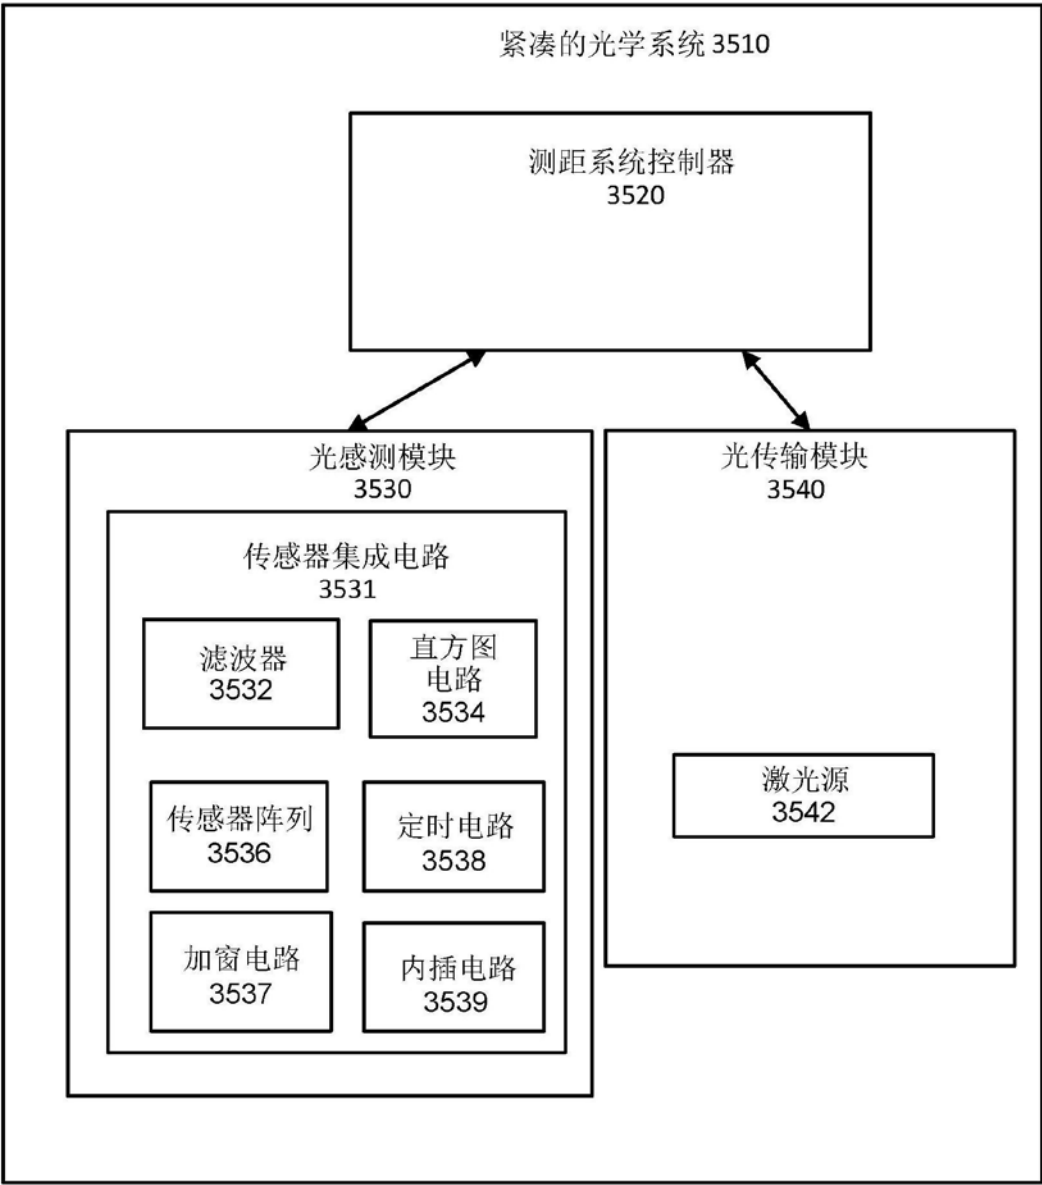 紧凑的光学系统 3510
测距系统控制器
3520
光感测模块
3530
传感器集成电路
3531
滤波器
3532
直方图
电路
3534
传感器阵列
3536
定时电路
3538
加窗电路
3537
内插电路
3539
光传输模块
3540
激光源
3542